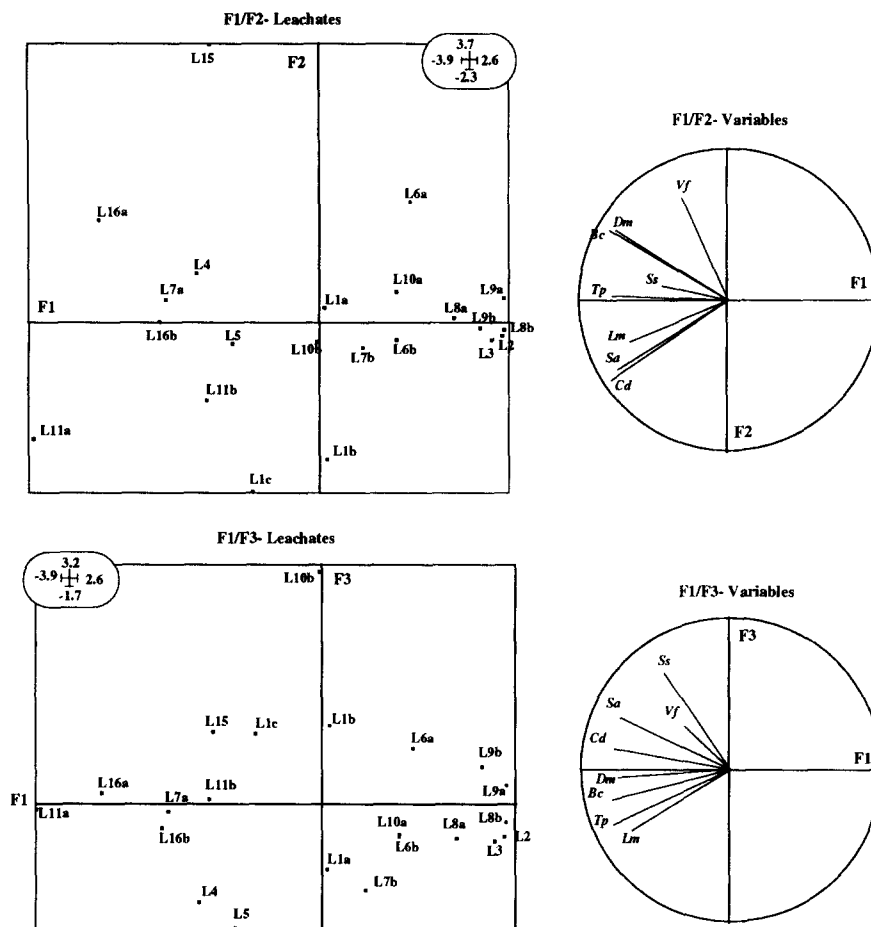 F1/F2- Leachates
L15
F2
3.7
-3.9 2.6
-2.3
L6a
L16a
L4
L7a
L10a
L9a
L1a
L8a
F1
L16b
L5
L10b
L7b
L6b
L9b
L8b
L3
L2
L11b
L11a
L1b
L1c
F1/F2- Variables
Vf
Dm
Bc
Ss
Tp
F1
Lm
Sa
Cd
F2
F1/F3- Leachates
3.2
-3.9 2.6
-1.7
L10b
F3
L15
L1c
L1b
L6a
L9b
L16a
L7a
L11b
L9a
F1
L11a
L16b
L10a
L6b
L8a
L8b
L3
L2
L1a
L7b
L4
L5
F1/F3- Variables
F3
Ss
Sa
Vf
Cd
F1
Dm
Bc
Tp
Lm